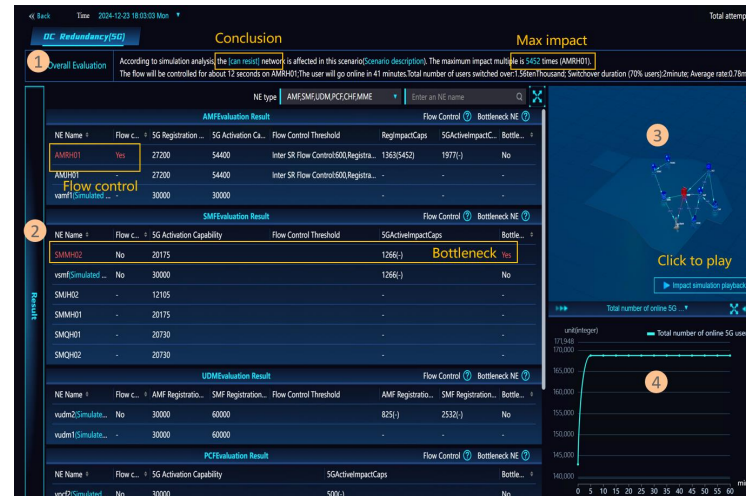 Back Time 2024-12-23 18:03:03 Mon Total attemp
DC Redundancy(5G) Conclusion Max impact
1 Overall Evaluation According to simulation analysis, the [can resist] network is affected in this scenario(Scenario description). The maximum impact multiple is 5452 times (AMRH01).
The flow will be controlled for about 12 seconds on AMRH01;The user will go online in 41 minutes.Total number of users switched over:1.56tenThousand; Switchover duration (70% users):2minute; Average rate:0.78m
NE type AMF,SMF,UDM,PCF,CHF,MME Enter an NE name
AMFEvaluation Result Flow Control ? Bottleneck NE ?
NE Name Flow c... 5G Registration ... 5G Activation Ca... Flow Control Threshold RegImpactCaps 5GActiveImpactC... Bottle...
AMRH01 Yes 27200 54400 Inter SR Flow Control:600,Registra... 1363(5452) 1977(-) No
AMJH01 - 27200 54400 Inter SR Flow Control:600,Registra... - - -
Flow control
vamf1(Simulated ... - 30000 30000 - - -
2 SMFEvaluation Result Flow Control ? Bottleneck NE ?
NE Name Flow c... 5G Activation Capability Flow Control Threshold 5GActiveImpactCaps Bottle...
SMMH02 No 20175 1266(-) Bottleneck Yes
vsmf(Simulated ... No 30000 1266(-) No
SMJH02 - 12105 - -
SMMH01 - 20175 - -
SMQH01 - 20730 - -
SMQH02 - 20730 - -
Result
UDMEvaluation Result Flow Control ? Bottleneck NE ?
NE Name Flow c... AMF Registratio... SMF Registration... Flow Control Threshold AMF Registratio... SMF Registration... Bottle...
vudm2(Simulate... No 30000 60000 825(-) 2532(-) No
vudm1(Simulate... - 30000 60000 - - -
PCFEvaluation Result Flow Control ? Bottleneck NE ?
NE Name Flow c... 5G Activation Capability 5GActiveImpactCaps Bottle...
vpcf2(Simulated No 30000 500(-) No
3
Click to play
Impact simulation playback
Total number of online 5G ...
unit(integer) Total number of online 5G use
171,948
170,000
165,000
4
160,000
155,000
150,000
145,000
140,000
0 5 10 15 20 25 30 35 40 45 50 55 60 min